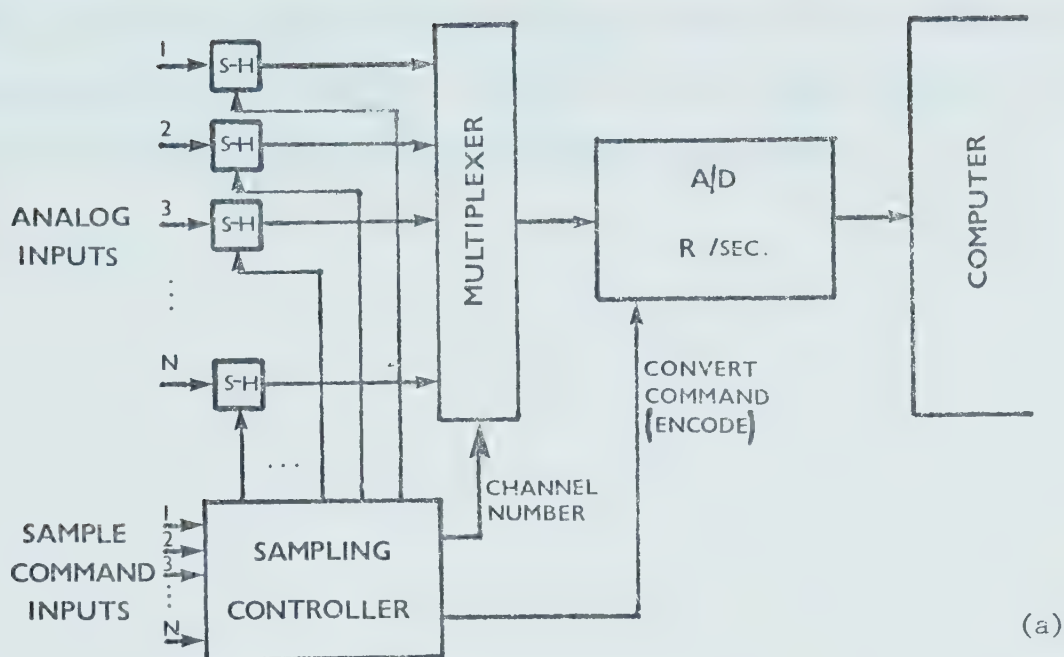 1
S-H
2
S-H
3
S-H
ANALOG
INPUTS
...
N
S-H
MULTIPLEXER
A/D
R /SEC.
COMPUTER
CONVERT
COMMAND
(ENCODE)
CHANNEL
NUMBER
...
SAMPLE
COMMAND
INPUTS
1
2
3
...
N
SAMPLING
CONTROLLER
(a)